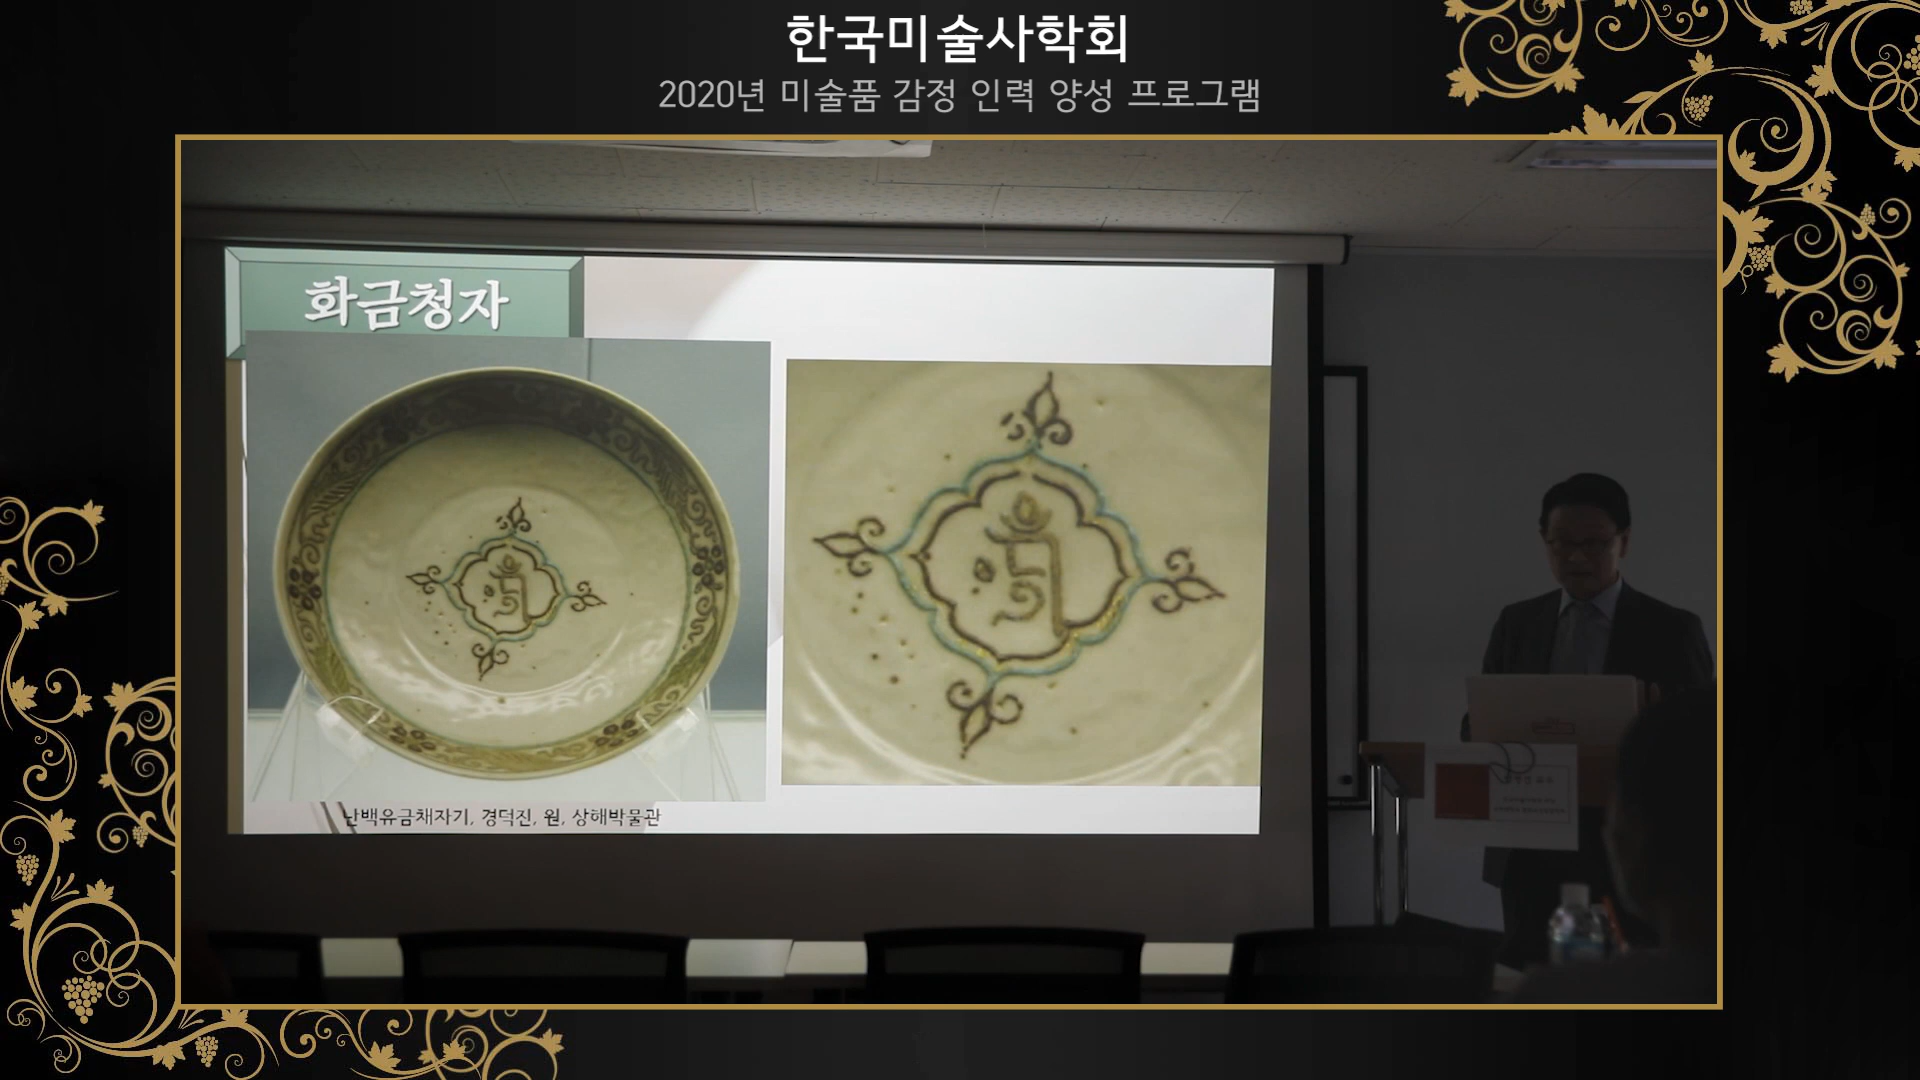 한국미술사학회
2020년 미술품 감정 인력 양성 프로그램
화금청자
난백유금채자기, 경덕진, 원, 상해박물관